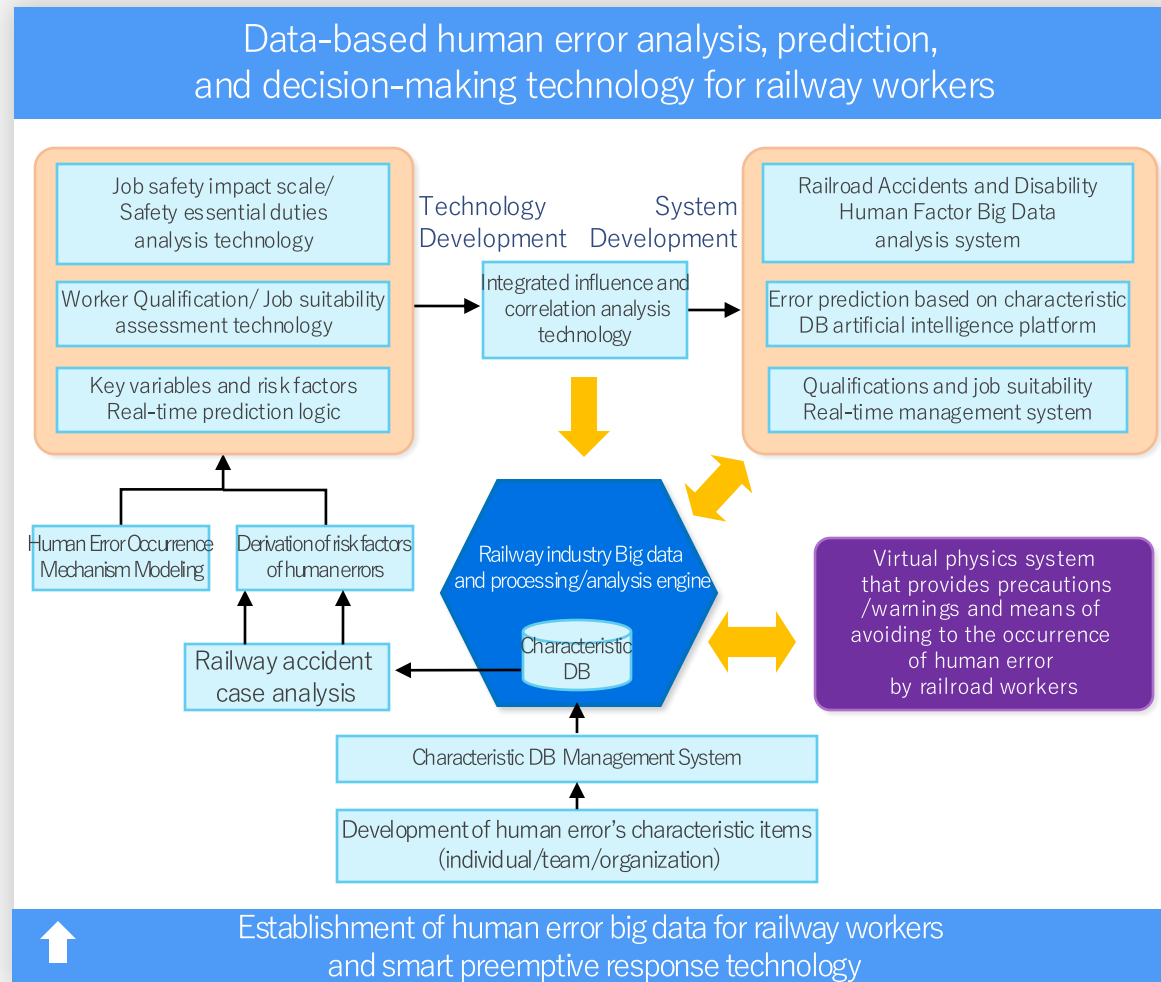 Data-based human error analysis, prediction,
and decision-making technology for railway workers
Job safety impact scale/
Safety essential duties
analysis technology
Worker Qualification/ Job suitability
assessment technology
Key variables and risk factors
Real-time prediction logic
Technology
Development
System
Development
Integrated influence and
correlation analysis
technology
Railroad Accidents and Disability
Human Factor Big Data
analysis system
Error prediction based on characteristic
DB artificial intelligence platform
Qualifications and job suitability
Real-time management system
Human Error Occurrence
Mechanism Modeling
Derivation of risk factors
of human errors
Railway accident
case analysis
Railway industry Big data
and processing/analysis engine
Characteristic
DB
Virtual physics system
that provides precautions
/warnings and means of
avoiding to the occurrence
of human error
by railroad workers
Characteristic DB Management System
Development of human error's characteristic items
(individual/team/organization)
Establishment of human error big data for railway workers
and smart preemptive response technology